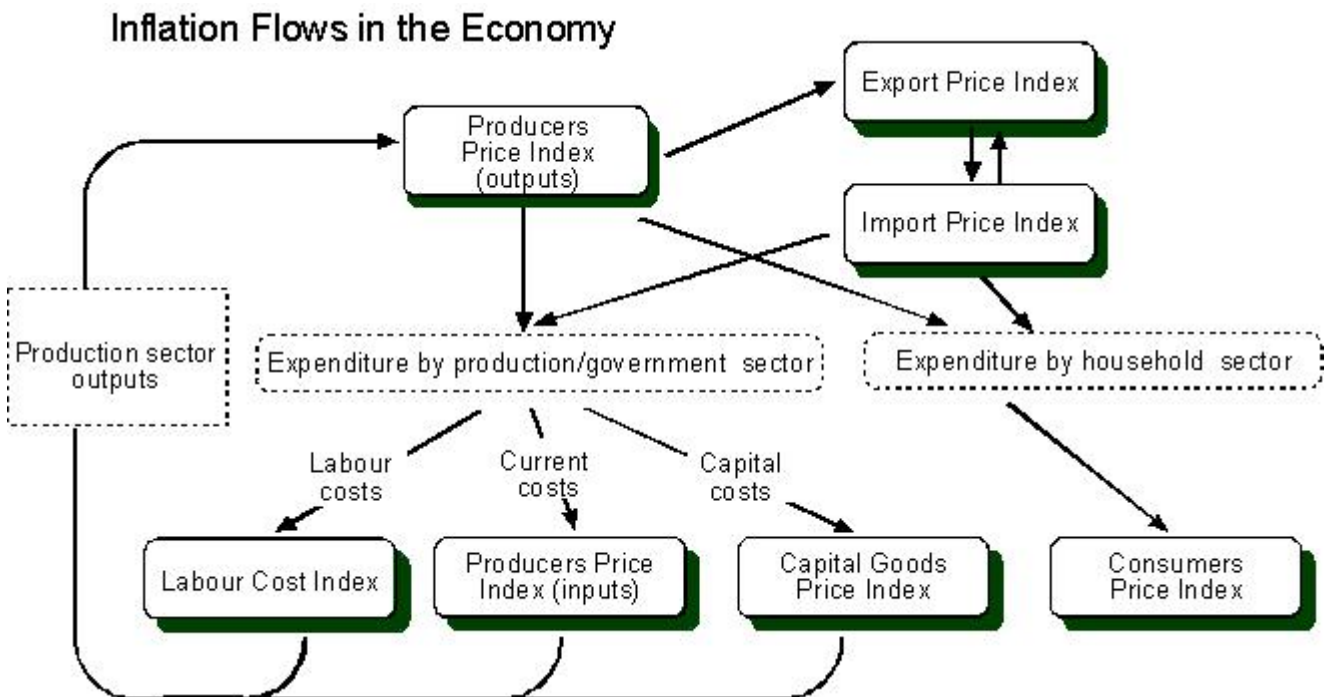 Inflation Flows in the Economy
Export Price Index
Producers
Price Index
(outputs)
Import Price Index
Production sector
outputs
Expenditure by production/government sector
Expenditure by household sector
Labour
costs
Current
costs
Capital
costs
Labour Cost Index
Producers Price
Index (inputs)
Capital Goods
Price Index
Consumers
Price Index